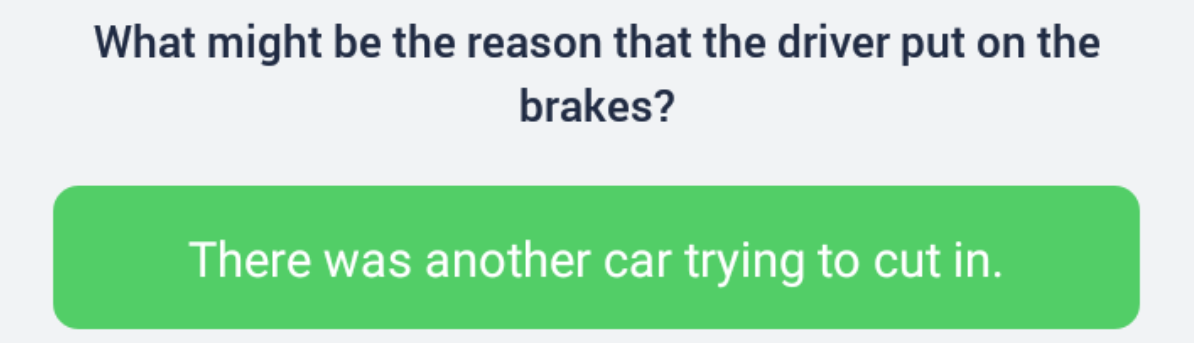 What might be the reason that the driver put on the
brakes?
There was another car trying to cut in.